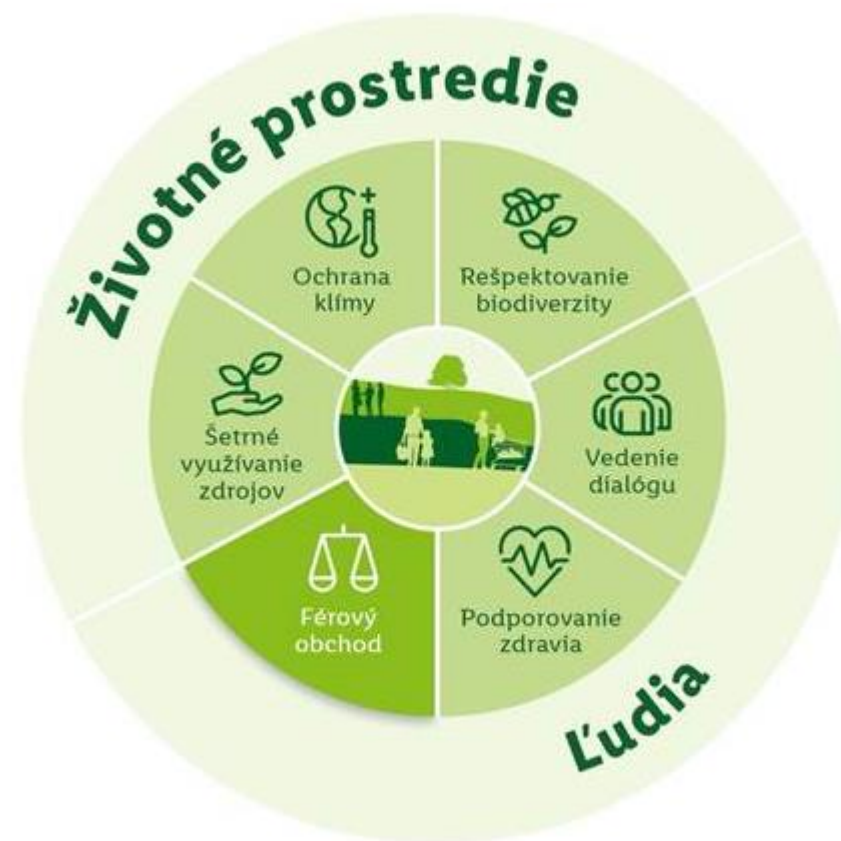 Životné prostredie
Ochrana
klímy
Rešpektovanie
biodiverzity
Šetrné
využívanie
zdrojov
Vedenie
dialógu
Férový
obchod
Podporovanie
zdravia
Ľudia